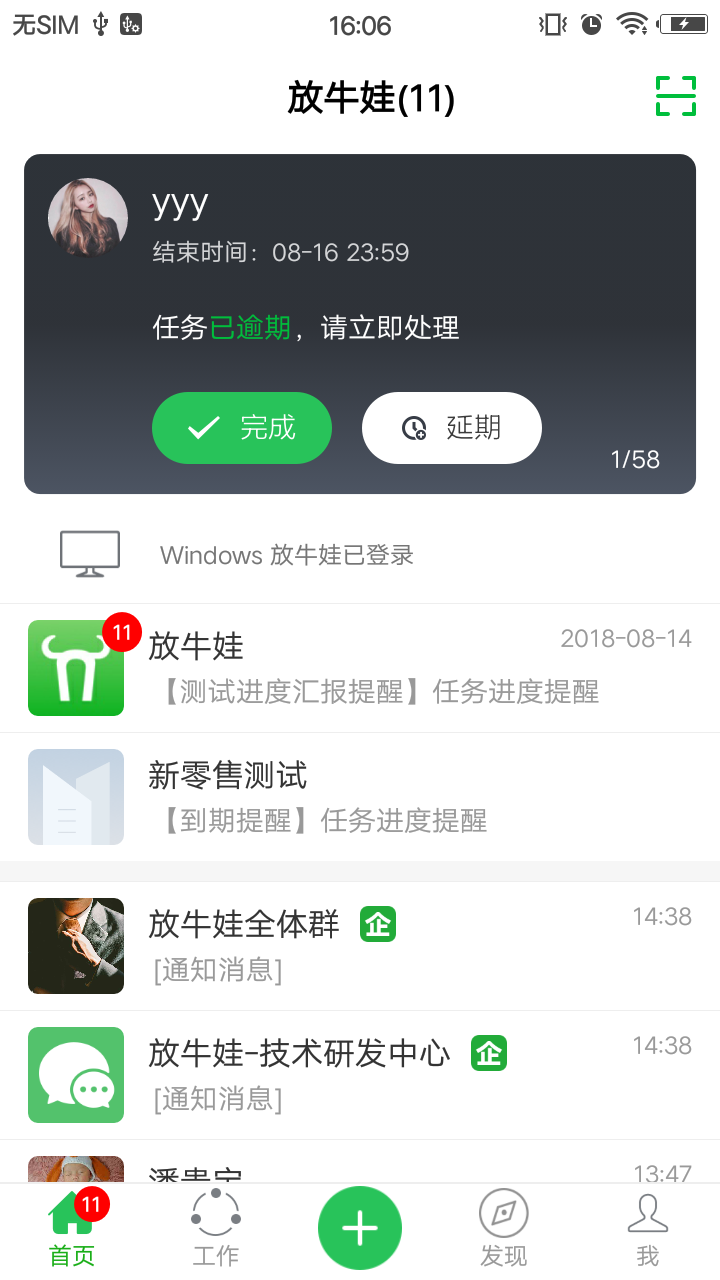 无SIM 16:06
放牛娃(11)
yyy
结束时间：08-16 23:59
任务已逾期，请立即处理
完成 延期
1/58
Windows 放牛娃已登录
11
放牛娃 2018-08-14
【测试进度汇报提醒】任务进度提醒
新零售测试
【到期提醒】任务进度提醒
放牛娃全体群 企 14:38
[通知消息]
放牛娃-技术研发中心 企 14:38
[通知消息]
潘贵宝 13:47
11
首页 工作 发现 我